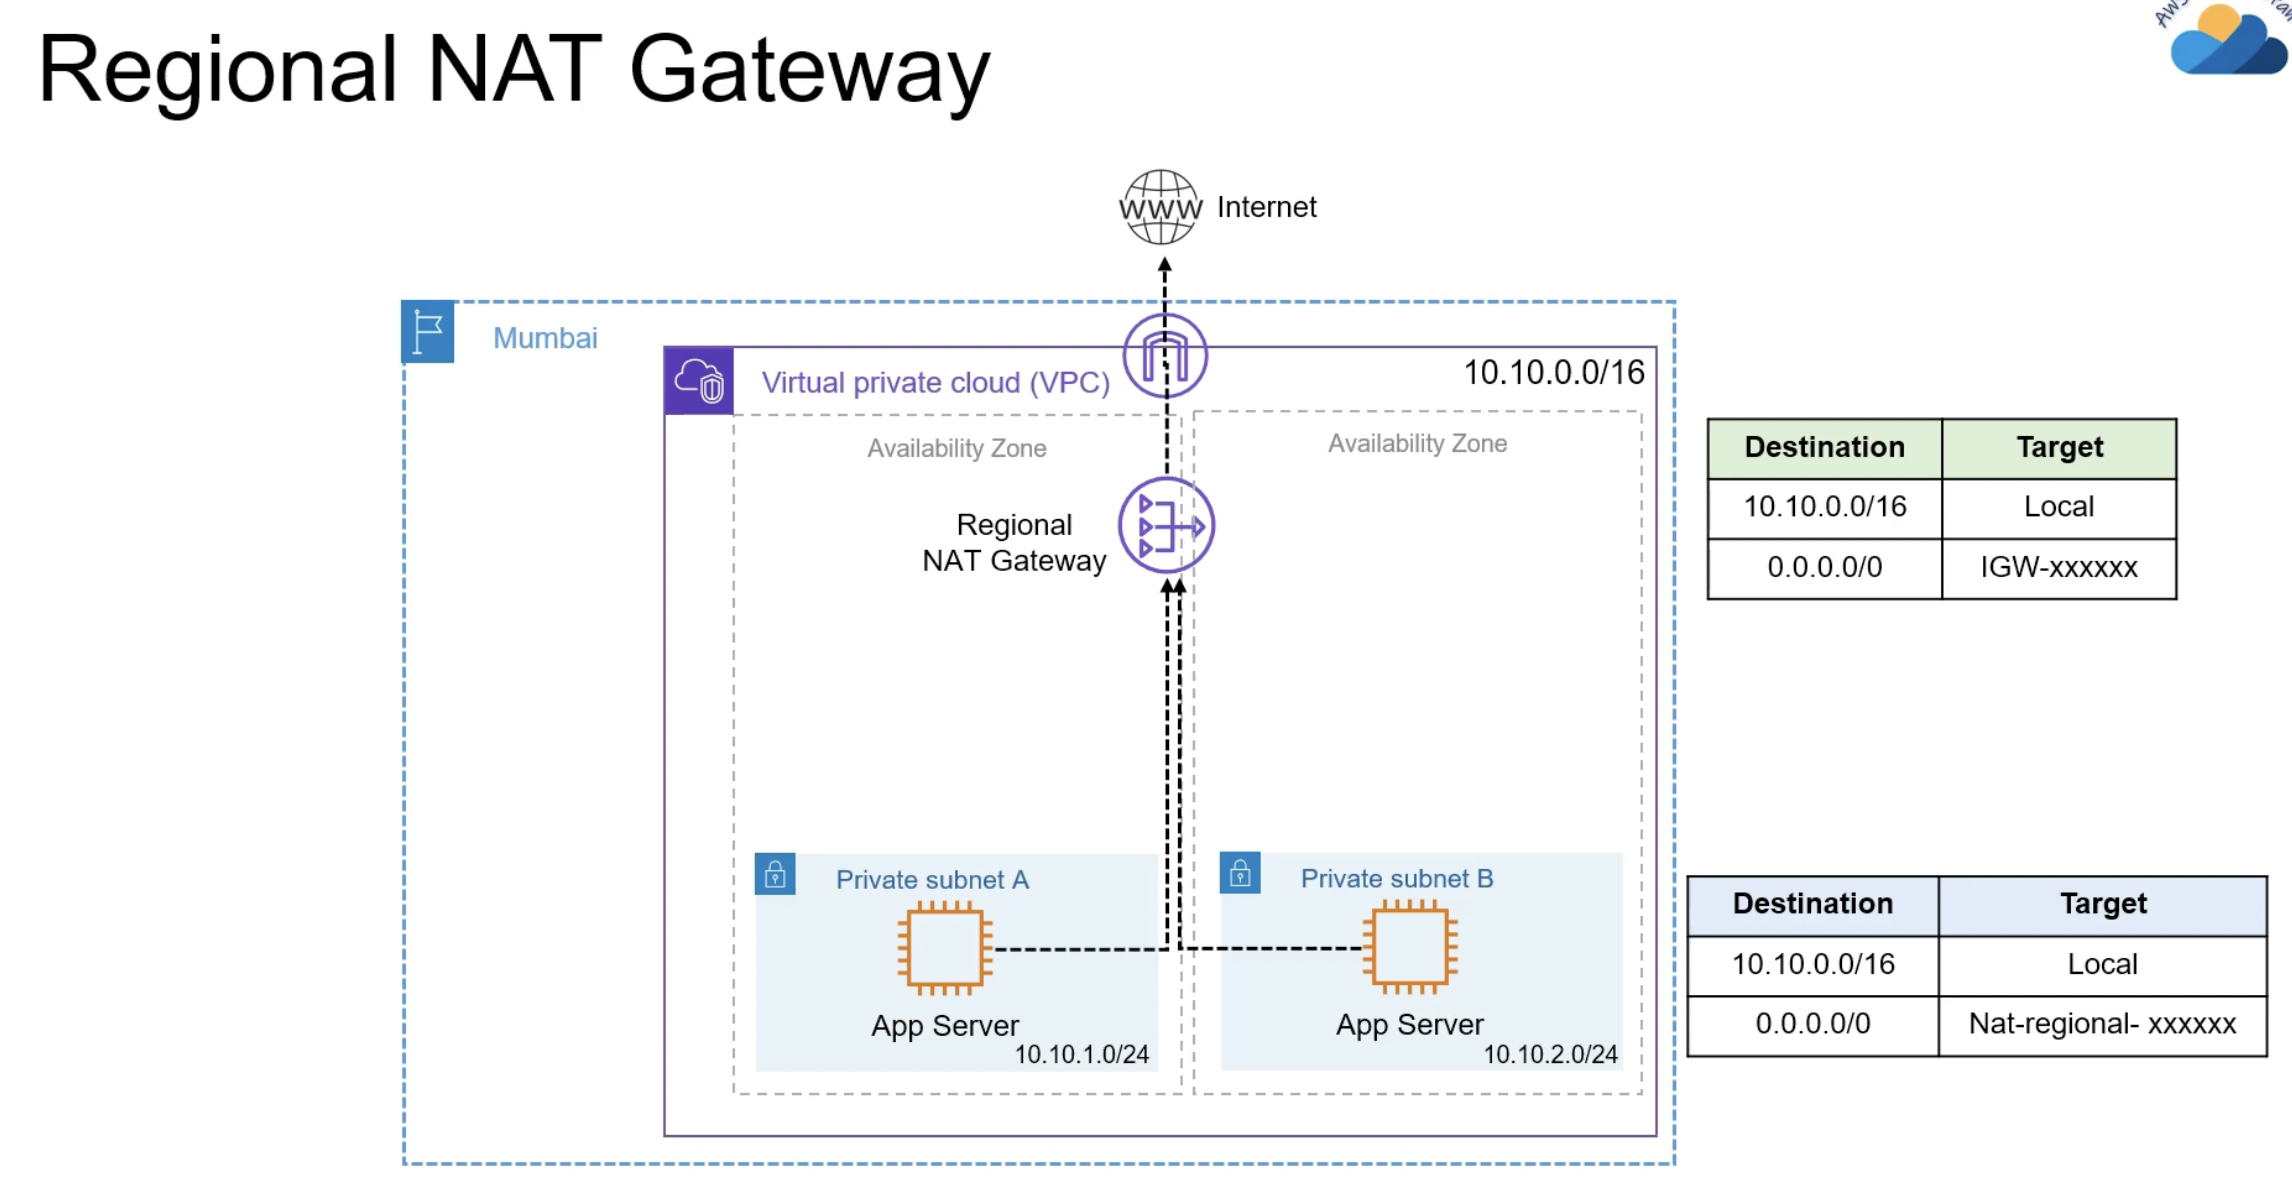 Regional NAT Gateway
WWW
Internet
Mumbai
Virtual private cloud (VPC)
10.10.0.0/16
Availability Zone
Availability Zone
Regional
NAT Gateway
Destination Target
10.10.0.0/16 Local
0.0.0.0/0 IGW-xxxxxx
Private subnet A
App Server
10.10.1.0/24
Private subnet B
App Server
10.10.2.0/24
Destination Target
10.10.0.0/16 Local
0.0.0.0/0 Nat-regional- xxxxxx